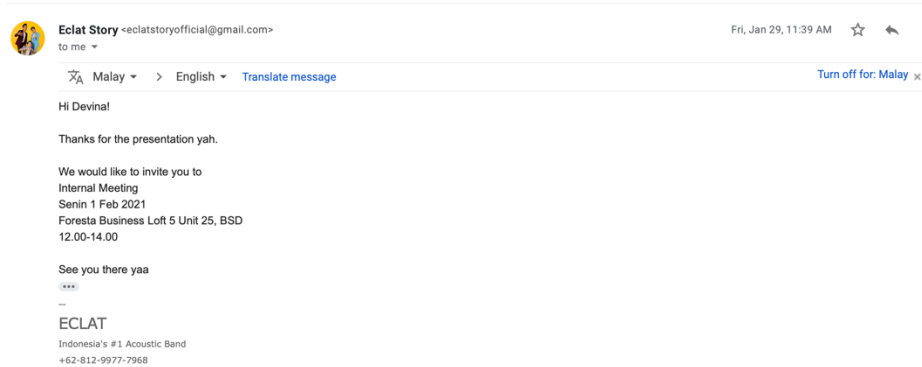 Eclat Story <eclatstoryofficial@gmail.com>
Fri, Jan 29, 11:39 AM
to me
Malay > English Translate message
Turn off for: Malay x
Hi Devina!
Thanks for the presentation yah.
We would like to invite you to
Internal Meeting
Senin 1 Feb 2021
Foresta Business Loft 5 Unit 25, BSD
12.00-14.00
See you there yaa
...
--
ECLAT
Indonesia's #1 Acoustic Band
+62-812-9977-7968